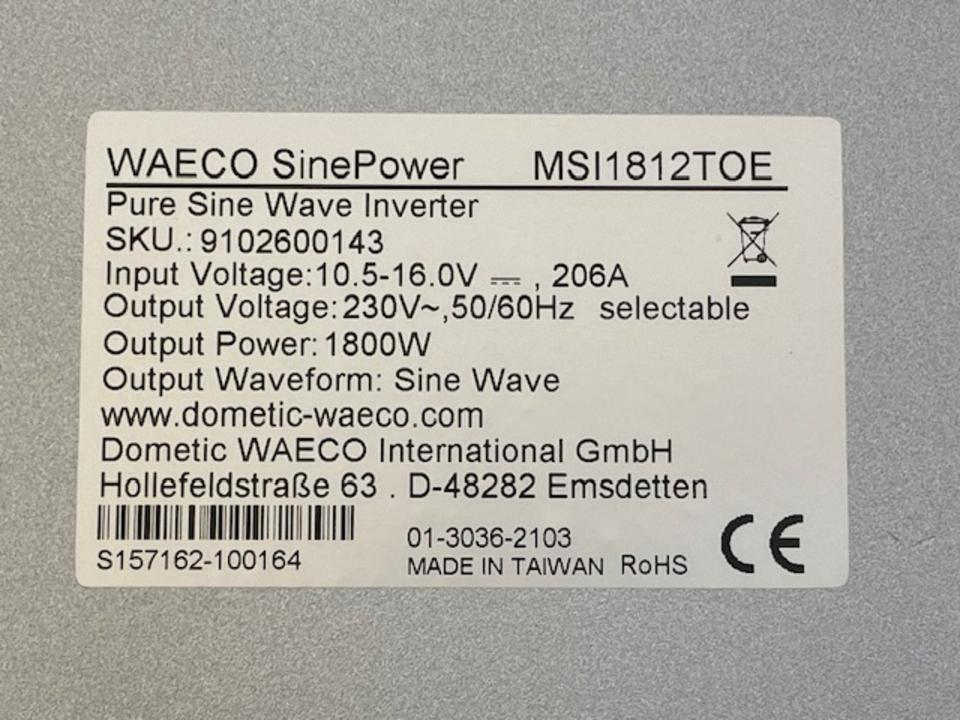 WAECO SinePower MSI1812TOE
Pure Sine Wave Inverter
SKU.: 9102600143
Input Voltage:10.5-16.0V ⎓ , 206A
Output Voltage:230V~,50/60Hz selectable
Output Power:1800W
Output Waveform: Sine Wave
www.dometic-waeco.com
Dometic WAECO International GmbH
Hollefeldstraße 63 . D-48282 Emsdetten
S157162-100164
01-3036-2103
MADE IN TAIWAN RoHS
CE